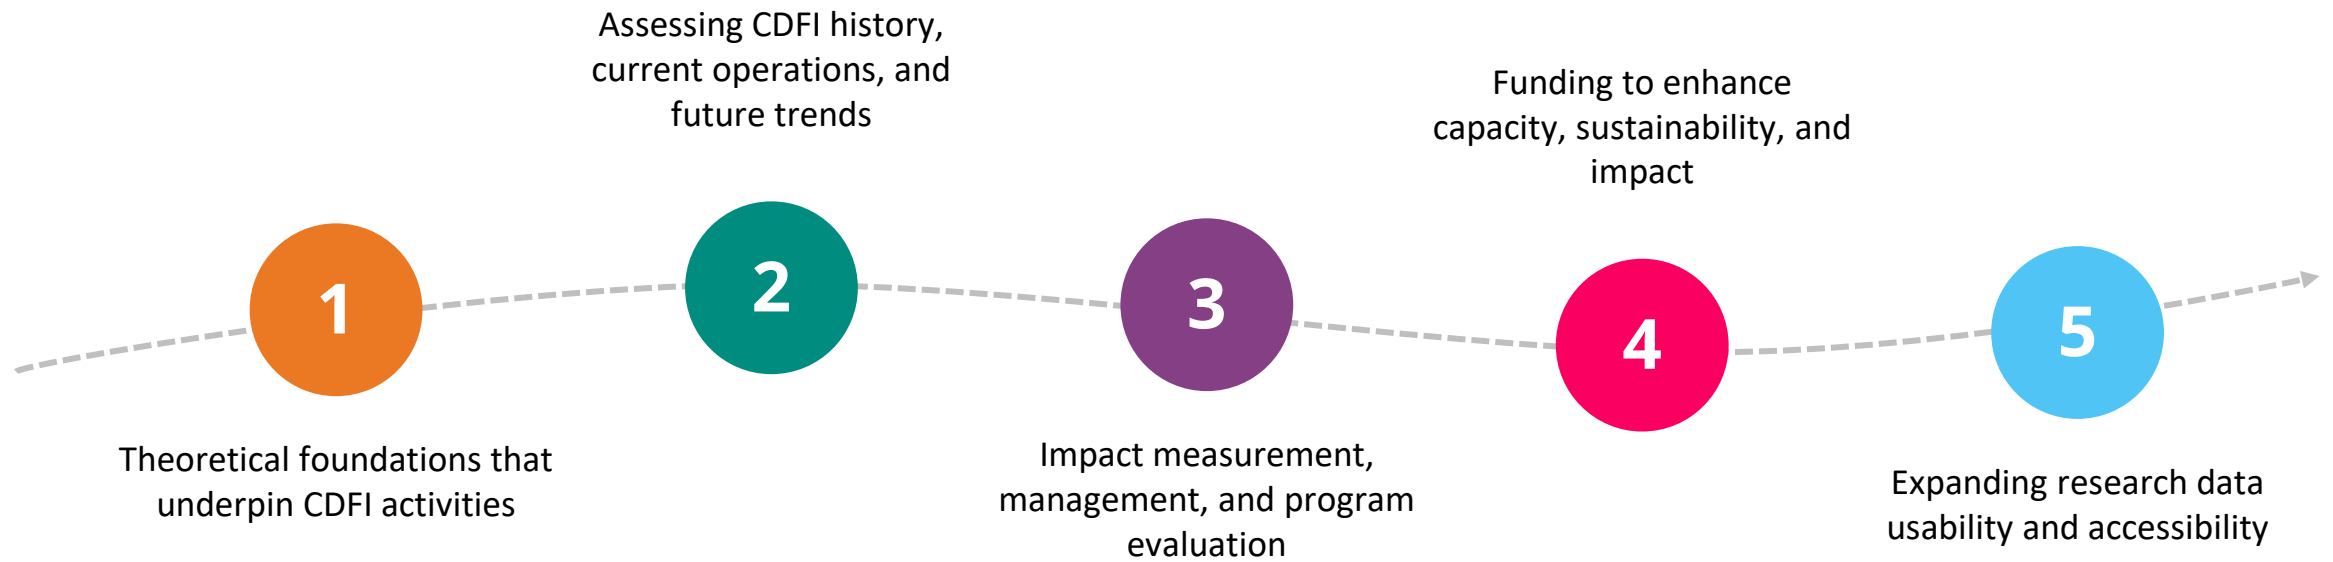 1
Theoretical foundations that
underpin CDFI activities
Assessing CDFI history,
current operations, and
future trends
2
3
Impact measurement,
management, and program
evaluation
Funding to enhance
capacity, sustainability, and
impact
4
5
Expanding research data
usability and accessibility